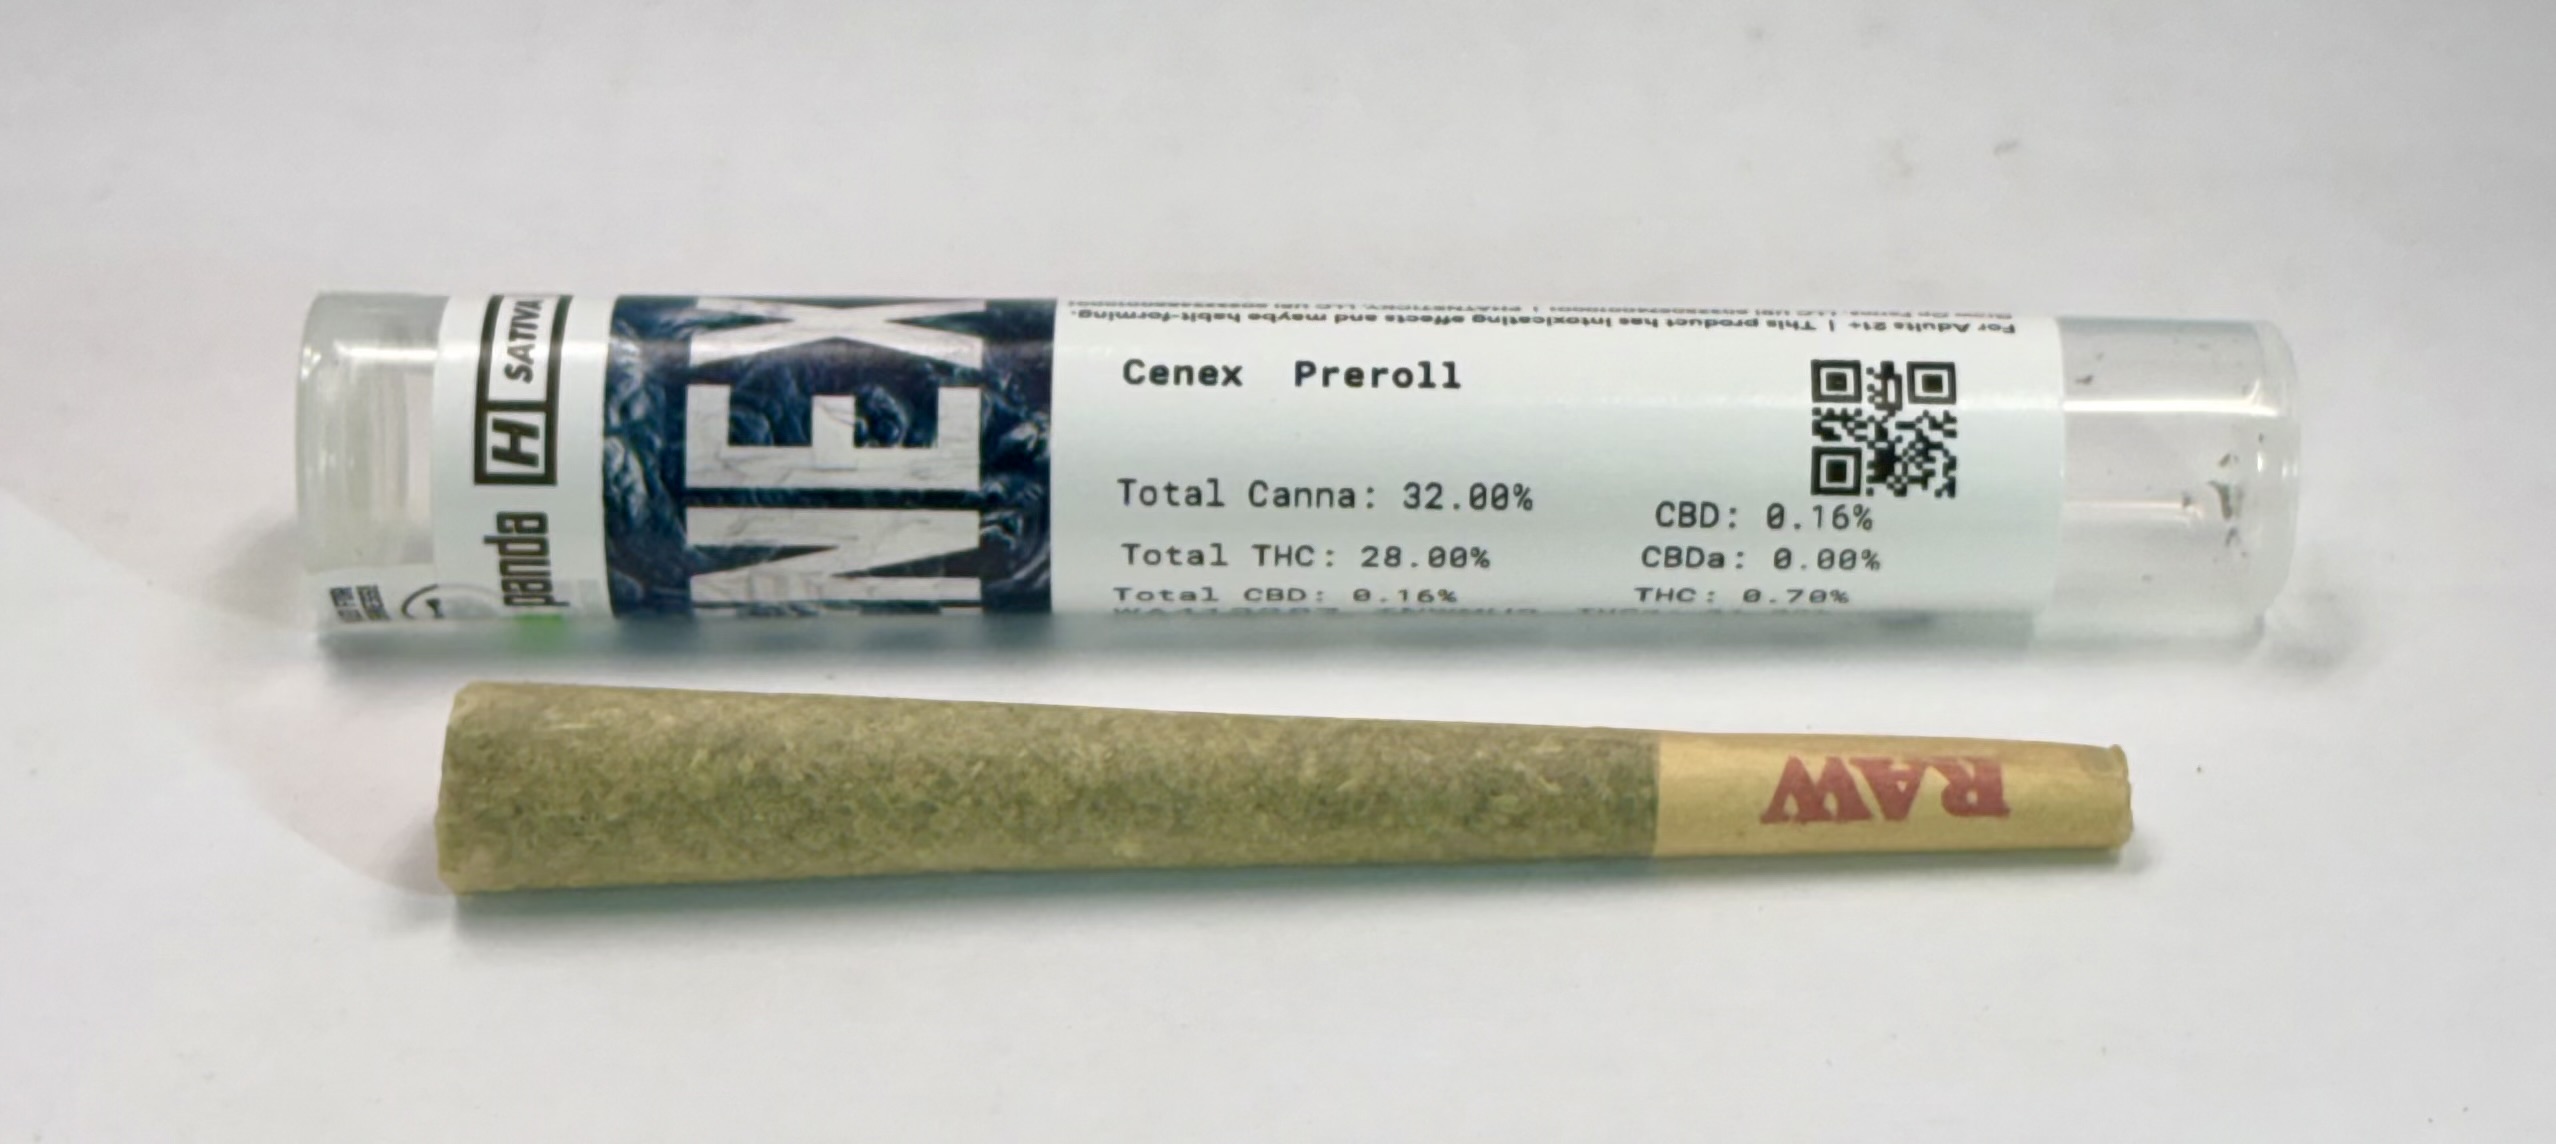 H SATIVA
panda
NEX
For Adults 21+ | This product has intoxicating effects and maybe habit-forming.
Cenex Preroll
Total Canna: 32.00%
Total THC: 28.00%
Total CBD: 0.16%
CBD: 0.16%
CBDa: 0.00%
THC: 0.70%
RAW